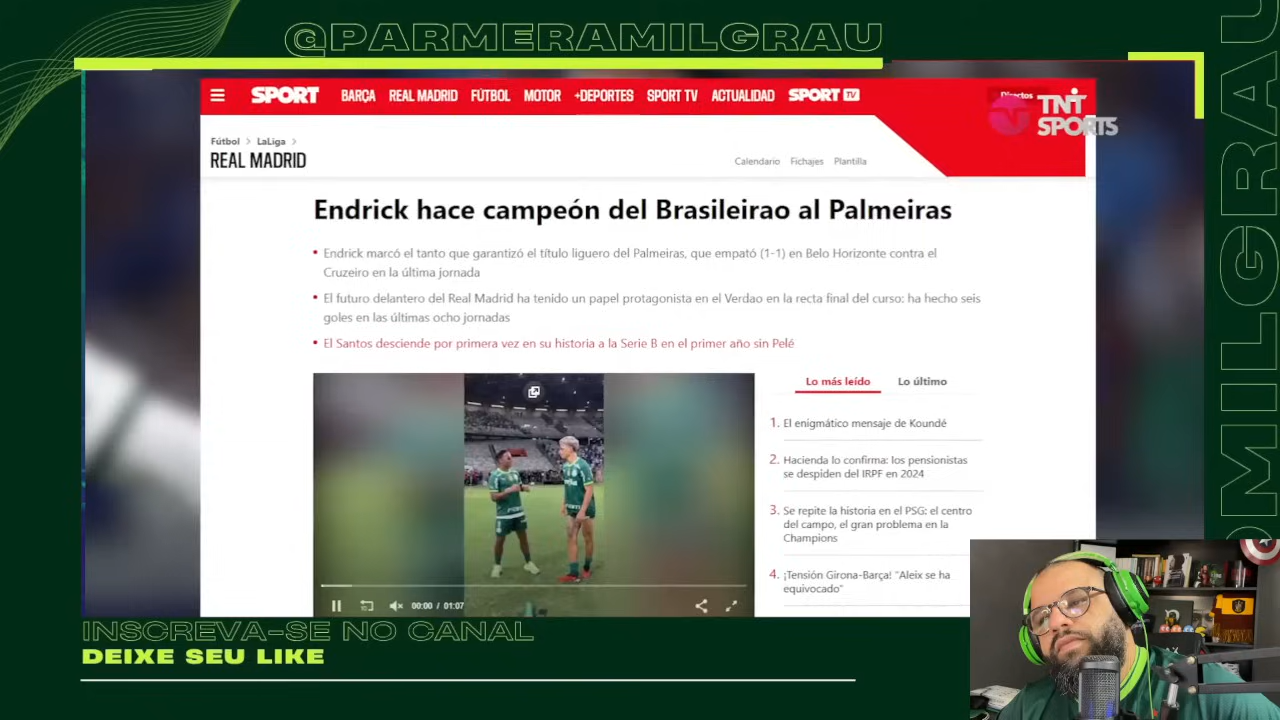 @PARMERAMILGRAU
SPORT BARÇA REAL MADRID FÚTBOL MOTOR +DEPORTES SPORT TV ACTUALIDAD SPORT TV
Directos
TNT
SPORTS
Fútbol > LaLiga >
REAL MADRID
Calendario Fichajes Plantilla
Endrick hace campeón del Brasileirao al Palmeiras
• Endrick marcó el tanto que garantizó el título liguero del Palmeiras, que empató (1-1) en Belo Horizonte contra el
Cruzeiro en la última jornada
• El futuro delantero del Real Madrid ha tenido un papel protagonista en el Verdao en la recta final del curso: ha hecho seis
goles en las últimas ocho jornadas
• El Santos desciende por primera vez en su historia a la Serie B en el primer año sin Pelé
Lo más leído Lo último
1. El enigmático mensaje de Koundé
2. Hacienda lo confirma: los pensionistas
se despiden del IRPF en 2024
3. Se repite la historia en el PSG: el centro
del campo, el gran problema en la
Champions
4. ¡Tensión Girona-Barça! "Aleix se ha
equivocado"
00:00 / 01:07
INSCREVA-SE NO CANAL
DEIXE SEU LIKE
OMILGRAU